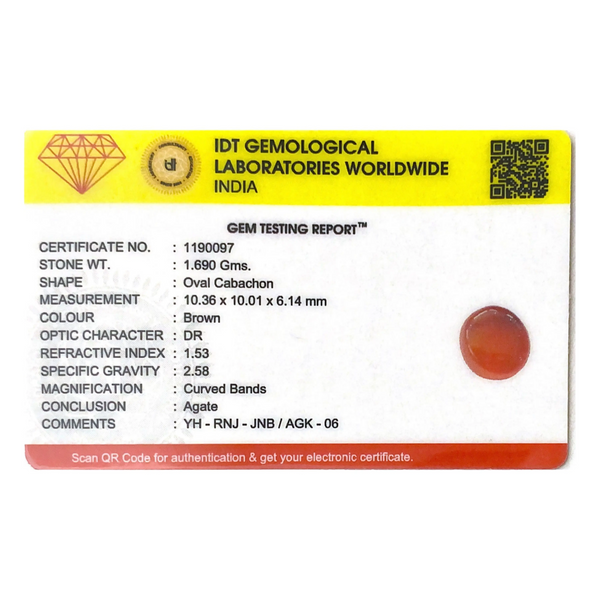 IDT GEMOLOGICAL
LABORATORIES WORLDWIDE
INDIA
GEM TESTING REPORT™
CERTIFICATE NO. : 1190097
STONE WT. : 1.690 Gms.
SHAPE : Oval Cabachon
MEASUREMENT : 10.36 x 10.01 x 6.14 mm
COLOUR : Brown
OPTIC CHARACTER : DR
REFRACTIVE INDEX : 1.53
SPECIFIC GRAVITY : 2.58
MAGNIFICATION : Curved Bands
CONCLUSION : Agate
COMMENTS : YH - RNJ - JNB / AGK - 06
Scan QR Code for authentication & get your electronic certificate.